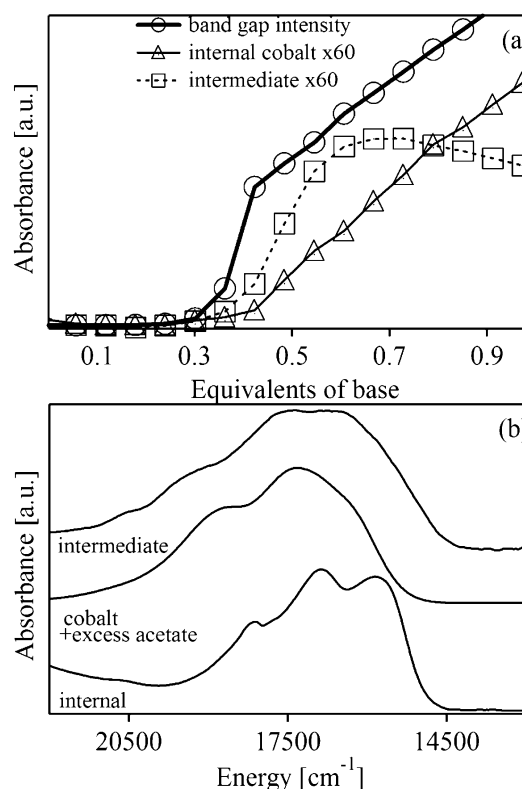 band gap intensity
(a
internal cobalt x60
intermediate x60
Absorbance [a.u.]
0.1 0.3 0.5 0.7 0.9
Equivalents of base
(b)
Absorbance [a.u.]
intermediate
cobalt
+excess acetate
internal
20500 17500 14500
Energy [cm⁻¹]